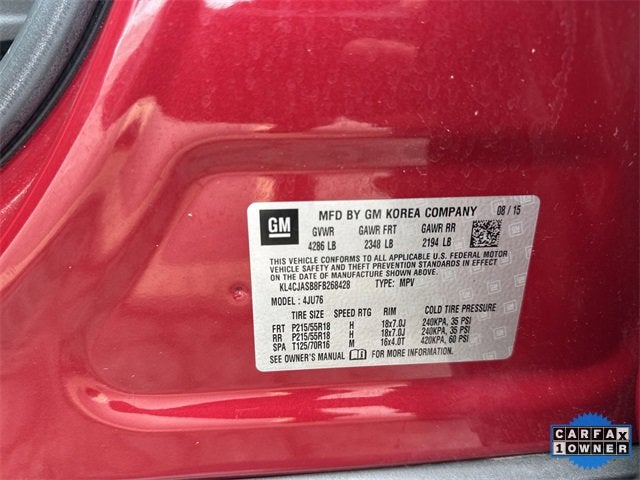 GM MFD BY GM KOREA COMPANY 08 / 15
GVWR GAWR FRT GAWR RR
4286 LB 2348 LB 2194 LB
THIS VEHICLE CONFORMS TO ALL APPLICABLE U.S. FEDERAL MOTOR
VEHICLE SAFETY AND THEFT PREVENTION STANDARDS IN EFFECT
ON THE DATE OF MANUFACTURE SHOWN ABOVE.
KL4CJASB8FB268428 TYPE: MPV
MODEL : 4JU76
TIRE SIZE SPEED RTG RIM COLD TIRE PRESSURE
FRT P215/55R18 H 18x7.0J 240KPA, 35 PSI
RR P215/55R18 H 18x7.0J 240KPA, 35 PSI
SPA T125/70R16 M 16x4.0T 420KPA, 60 PSI
SEE OWNER'S MANUAL FOR MORE INFORMATION.
CARFAX
1 OWNER